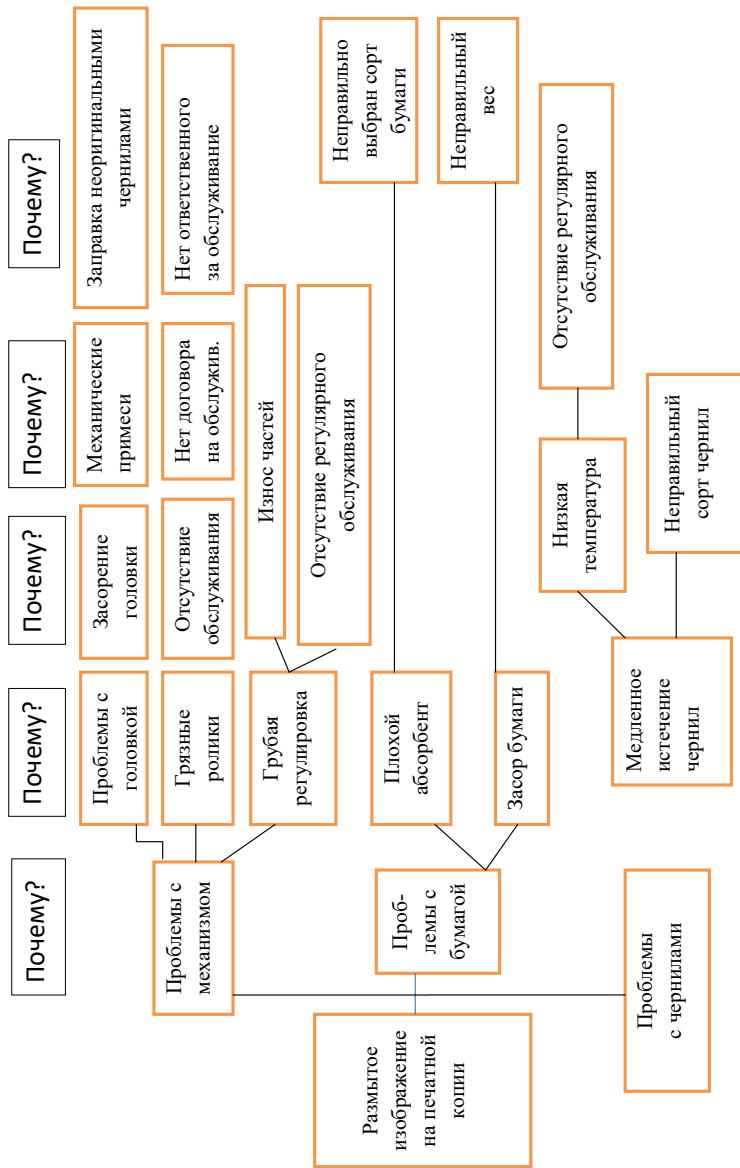 Почему?
Почему?
Почему?
Почему?
Почему?
Размытое
изображение
на печатной
копии
Проблемы с
механизмом
Проб-
лемы с
бумагой
Проблемы
с чернилами
Проблемы с
головкой
Засорение
головки
Механические
примеси
Заправка неоригинальными
чернилами
Грязные
ролики
Отсутствие
обслуживания
Нет договора
на обслужив.
Нет ответственного
за обслуживание
Грубая
регулировка
Износ частей
Отсутствие регулярного
обслуживания
Плохой
абсорбент
Неправильно
выбран сорт
бумаги
Засор бумаги
Неправильный
вес
Медленное
истечение
чернил
Низкая
температура
Отсутствие регулярного
обслуживания
Неправильный
сорт чернил